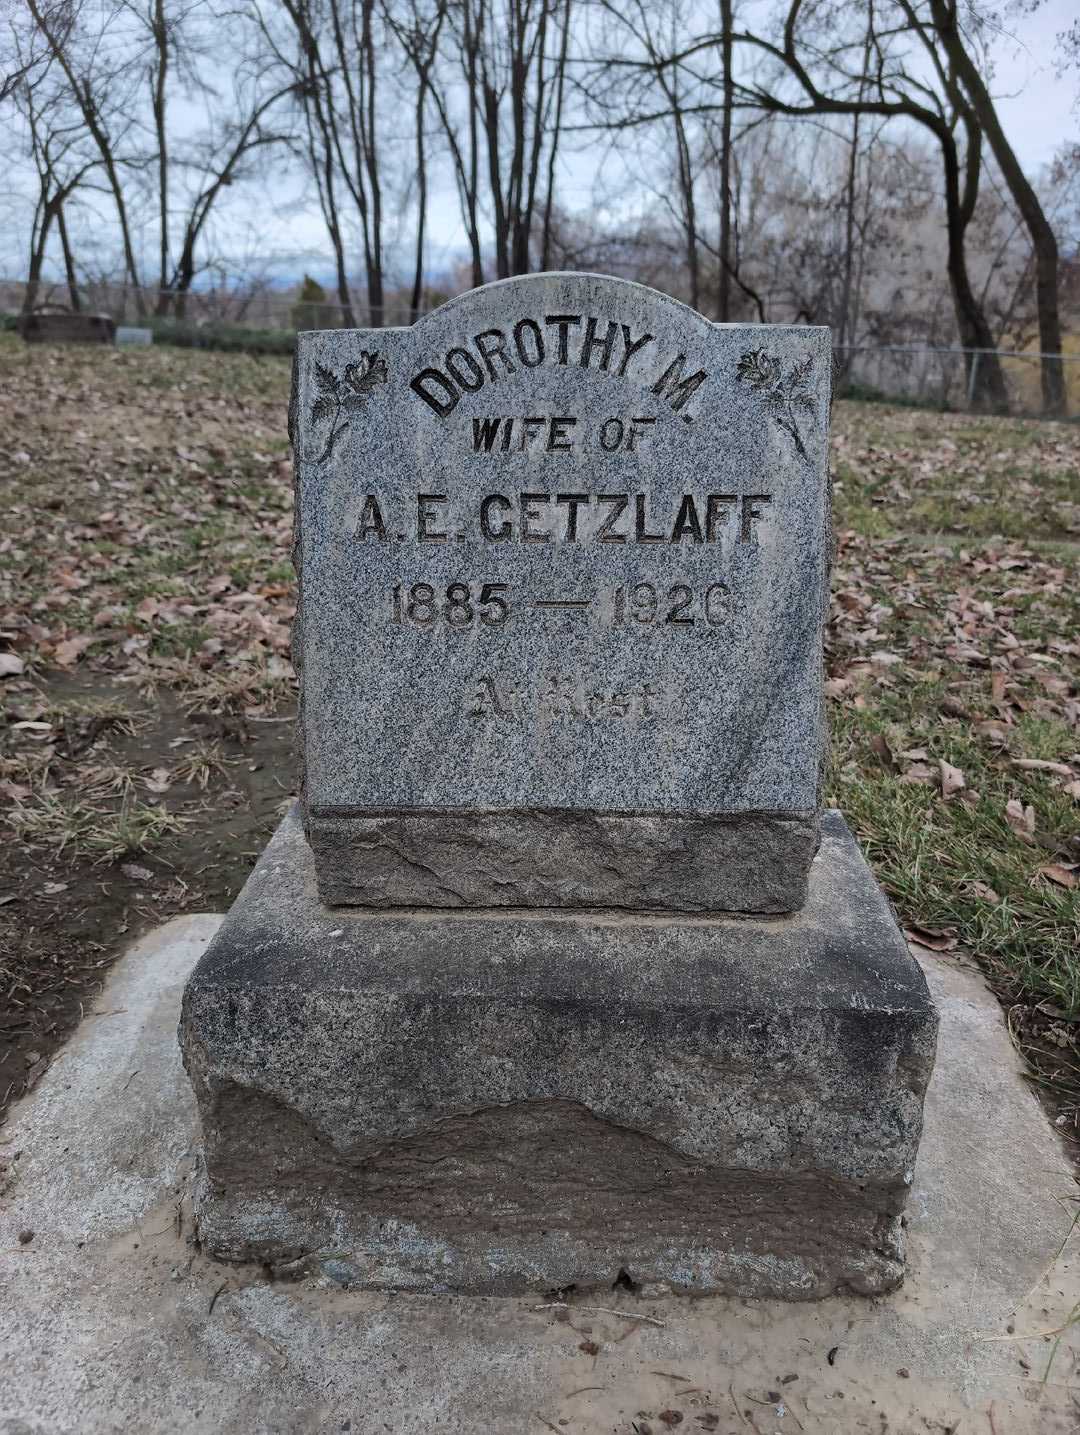 DOROTHY M.
WIFE OF
A. E. GETZLAFF
1885 — 1926
At Rest